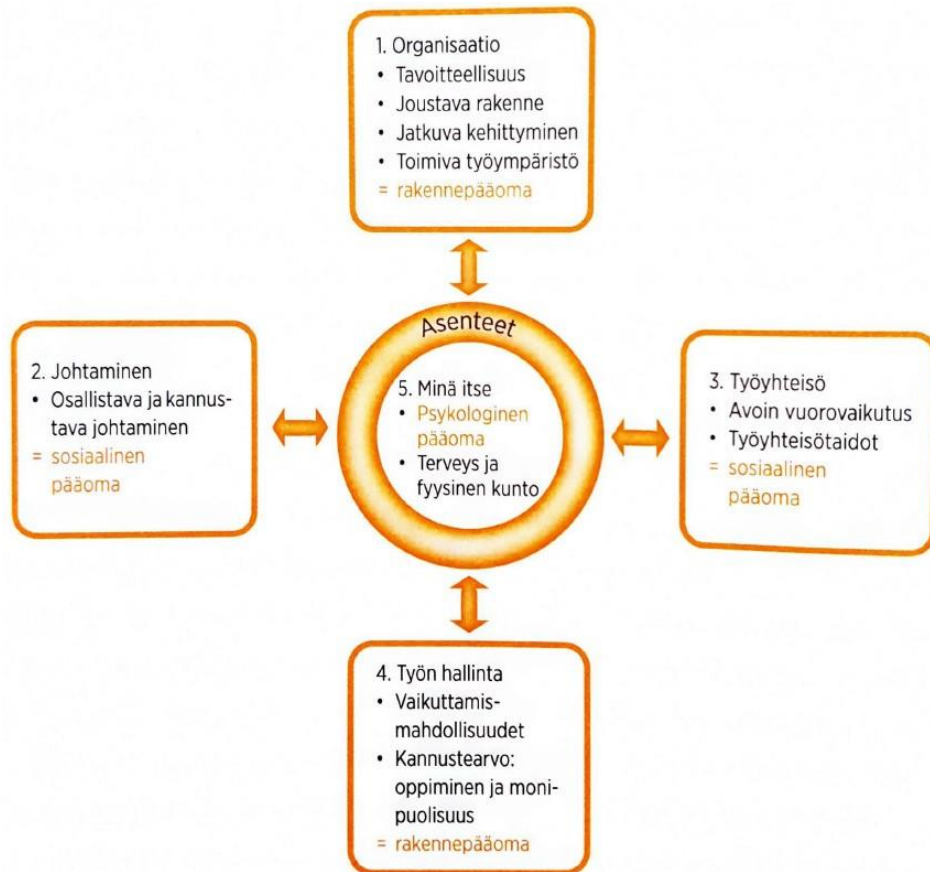 1. Organisaatio
• Tavoitteellisuus
• Joustava rakenne
• Jatkuva kehittyminen
• Toimiva työympäristö
= rakennepääoma
Asenteet
2. Johtaminen
• Osallistava ja kannus-
tava johtaminen
= sosiaalinen
pääoma
5. Minä itse
• Psykologinen
pääoma
• Terveys ja
fyysinen kunto
3. Työyhteisö
• Avoin vuorovaikutus
• Työyhteisötaidot
= sosiaalinen
pääoma
4. Työn hallinta
• Vaikuttamis-
mahdollisuudet
• Kannustearvo:
oppiminen ja moni-
puolisuus
= rakennepääoma